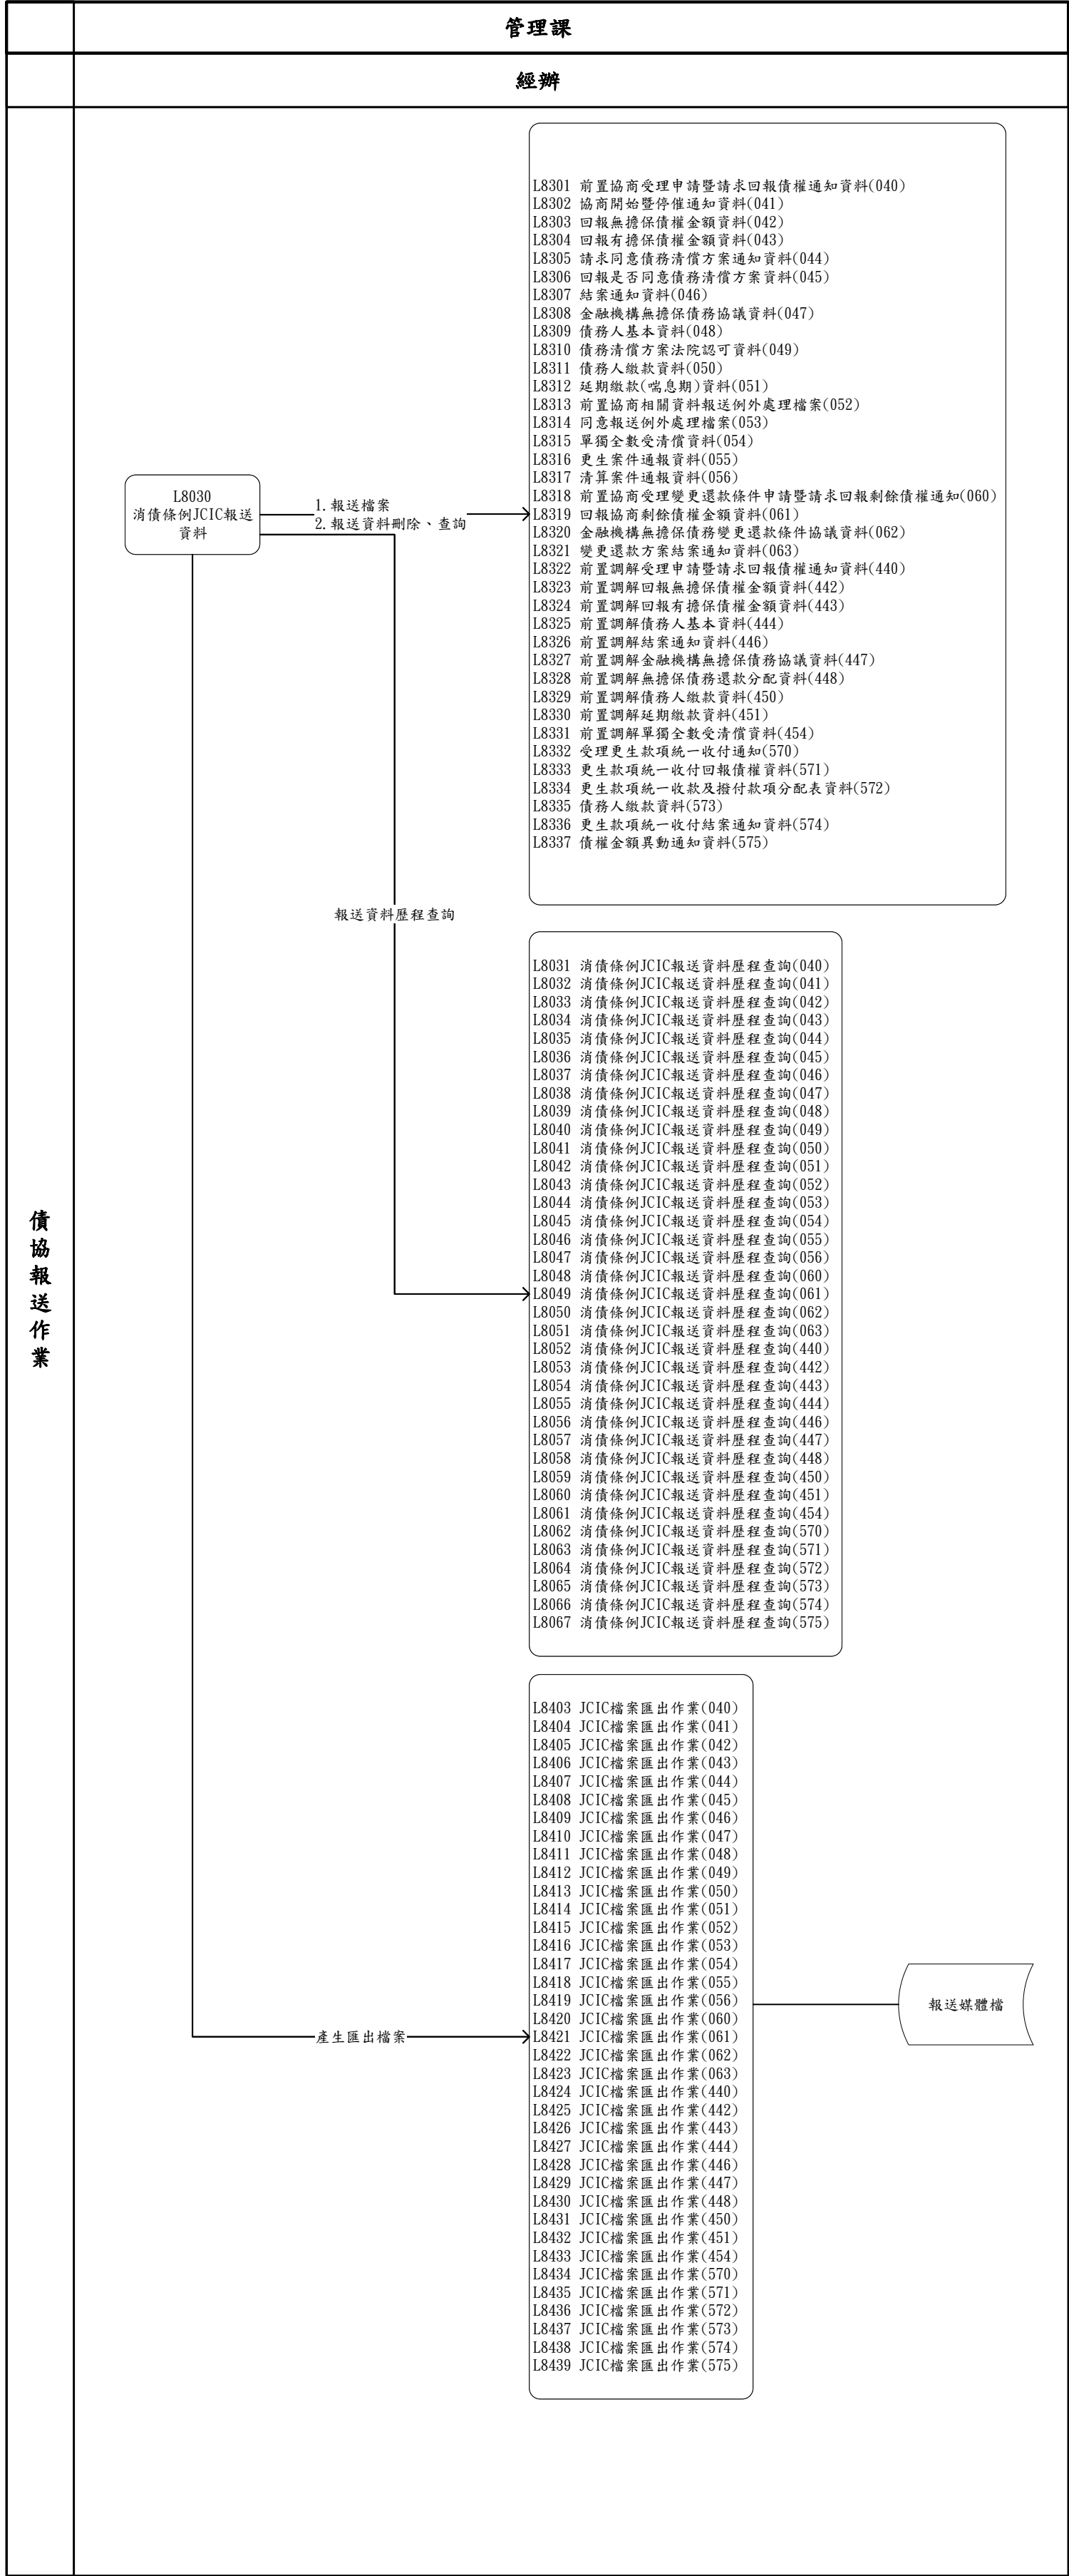 管理課
經辦
債協報送作業
L8030
消債條例JCIC報送
資料
1.報送檔案
2.報送資料刪除、查詢
L8301 前置協商受理申請暨請求回報債權通知資料(040)
L8302 協商開始暨停催通知資料(041)
L8303 回報無擔保債權金額資料(042)
L8304 回報有擔保債權金額資料(043)
L8305 請求同意債務清償方案通知資料(044)
L8306 回報是否同意債務清償方案資料(045)
L8307 結案通知資料(046)
L8308 金融機構無擔保債務協議資料(047)
L8309 債務人基本資料(048)
L8310 債務清償方案法院認可資料(049)
L8311 債務人繳款資料(050)
L8312 延期繳款(喘息期)資料(051)
L8313 前置協商相關資料報送例外處理檔案(052)
L8314 同意報送例外處理檔案(053)
L8315 單獨全數受清償資料(054)
L8316 更生案件通報資料(055)
L8317 清算案件通報資料(056)
L8318 前置協商受理變更還款條件申請暨請求回報剩餘債權通知(060)
L8319 回報協商剩餘債權金額資料(061)
L8320 金融機構無擔保債務變更還款條件協議資料(062)
L8321 變更還款方案結案通知資料(063)
L8322 前置調解受理申請暨請求回報債權通知資料(440)
L8323 前置調解回報無擔保債權金額資料(442)
L8324 前置調解回報有擔保債權金額資料(443)
L8325 前置調解債務人基本資料(444)
L8326 前置調解結案通知資料(446)
L8327 前置調解金融機構無擔保債務協議資料(447)
L8328 前置調解無擔保債務還款分配資料(448)
L8329 前置調解債務人繳款資料(450)
L8330 前置調解延期繳款資料(451)
L8331 前置調解單獨全數受清償資料(454)
L8332 受理更生款項統一收付通知(570)
L8333 更生款項統一收付回報債權資料(571)
L8334 更生款項統一收款及撥付款項分配表資料(572)
L8335 債務人繳款資料(573)
L8336 更生款項統一收付結案通知資料(574)
L8337 債權金額異動通知資料(575)
報送資料歷程查詢
L8031 消債條例JCIC報送資料歷程查詢(040)
L8032 消債條例JCIC報送資料歷程查詢(041)
L8033 消債條例JCIC報送資料歷程查詢(042)
L8034 消債條例JCIC報送資料歷程查詢(043)
L8035 消債條例JCIC報送資料歷程查詢(044)
L8036 消債條例JCIC報送資料歷程查詢(045)
L8037 消債條例JCIC報送資料歷程查詢(046)
L8038 消債條例JCIC報送資料歷程查詢(047)
L8039 消債條例JCIC報送資料歷程查詢(048)
L8040 消債條例JCIC報送資料歷程查詢(049)
L8041 消債條例JCIC報送資料歷程查詢(050)
L8042 消債條例JCIC報送資料歷程查詢(051)
L8043 消債條例JCIC報送資料歷程查詢(052)
L8044 消債條例JCIC報送資料歷程查詢(053)
L8045 消債條例JCIC報送資料歷程查詢(054)
L8046 消債條例JCIC報送資料歷程查詢(055)
L8047 消債條例JCIC報送資料歷程查詢(056)
L8048 消債條例JCIC報送資料歷程查詢(060)
L8049 消債條例JCIC報送資料歷程查詢(061)
L8050 消債條例JCIC報送資料歷程查詢(062)
L8051 消債條例JCIC報送資料歷程查詢(063)
L8052 消債條例JCIC報送資料歷程查詢(440)
L8053 消債條例JCIC報送資料歷程查詢(442)
L8054 消債條例JCIC報送資料歷程查詢(443)
L8055 消債條例JCIC報送資料歷程查詢(444)
L8056 消債條例JCIC報送資料歷程查詢(446)
L8057 消債條例JCIC報送資料歷程查詢(447)
L8058 消債條例JCIC報送資料歷程查詢(448)
L8059 消債條例JCIC報送資料歷程查詢(450)
L8060 消債條例JCIC報送資料歷程查詢(451)
L8061 消債條例JCIC報送資料歷程查詢(454)
L8062 消債條例JCIC報送資料歷程查詢(570)
L8063 消債條例JCIC報送資料歷程查詢(571)
L8064 消債條例JCIC報送資料歷程查詢(572)
L8065 消債條例JCIC報送資料歷程查詢(573)
L8066 消債條例JCIC報送資料歷程查詢(574)
L8067 消債條例JCIC報送資料歷程查詢(575)
產生匯出檔案
L8403 JCIC檔案匯出作業(040)
L8404 JCIC檔案匯出作業(041)
L8405 JCIC檔案匯出作業(042)
L8406 JCIC檔案匯出作業(043)
L8407 JCIC檔案匯出作業(044)
L8408 JCIC檔案匯出作業(045)
L8409 JCIC檔案匯出作業(046)
L8410 JCIC檔案匯出作業(047)
L8411 JCIC檔案匯出作業(048)
L8412 JCIC檔案匯出作業(049)
L8413 JCIC檔案匯出作業(050)
L8414 JCIC檔案匯出作業(051)
L8415 JCIC檔案匯出作業(052)
L8416 JCIC檔案匯出作業(053)
L8417 JCIC檔案匯出作業(054)
L8418 JCIC檔案匯出作業(055)
L8419 JCIC檔案匯出作業(056)
L8420 JCIC檔案匯出作業(060)
L8421 JCIC檔案匯出作業(061)
L8422 JCIC檔案匯出作業(062)
L8423 JCIC檔案匯出作業(063)
L8424 JCIC檔案匯出作業(440)
L8425 JCIC檔案匯出作業(442)
L8426 JCIC檔案匯出作業(443)
L8427 JCIC檔案匯出作業(444)
L8428 JCIC檔案匯出作業(446)
L8429 JCIC檔案匯出作業(447)
L8430 JCIC檔案匯出作業(448)
L8431 JCIC檔案匯出作業(450)
L8432 JCIC檔案匯出作業(451)
L8433 JCIC檔案匯出作業(454)
L8434 JCIC檔案匯出作業(570)
L8435 JCIC檔案匯出作業(571)
L8436 JCIC檔案匯出作業(572)
L8437 JCIC檔案匯出作業(573)
L8438 JCIC檔案匯出作業(574)
L8439 JCIC檔案匯出作業(575)
報送媒體檔